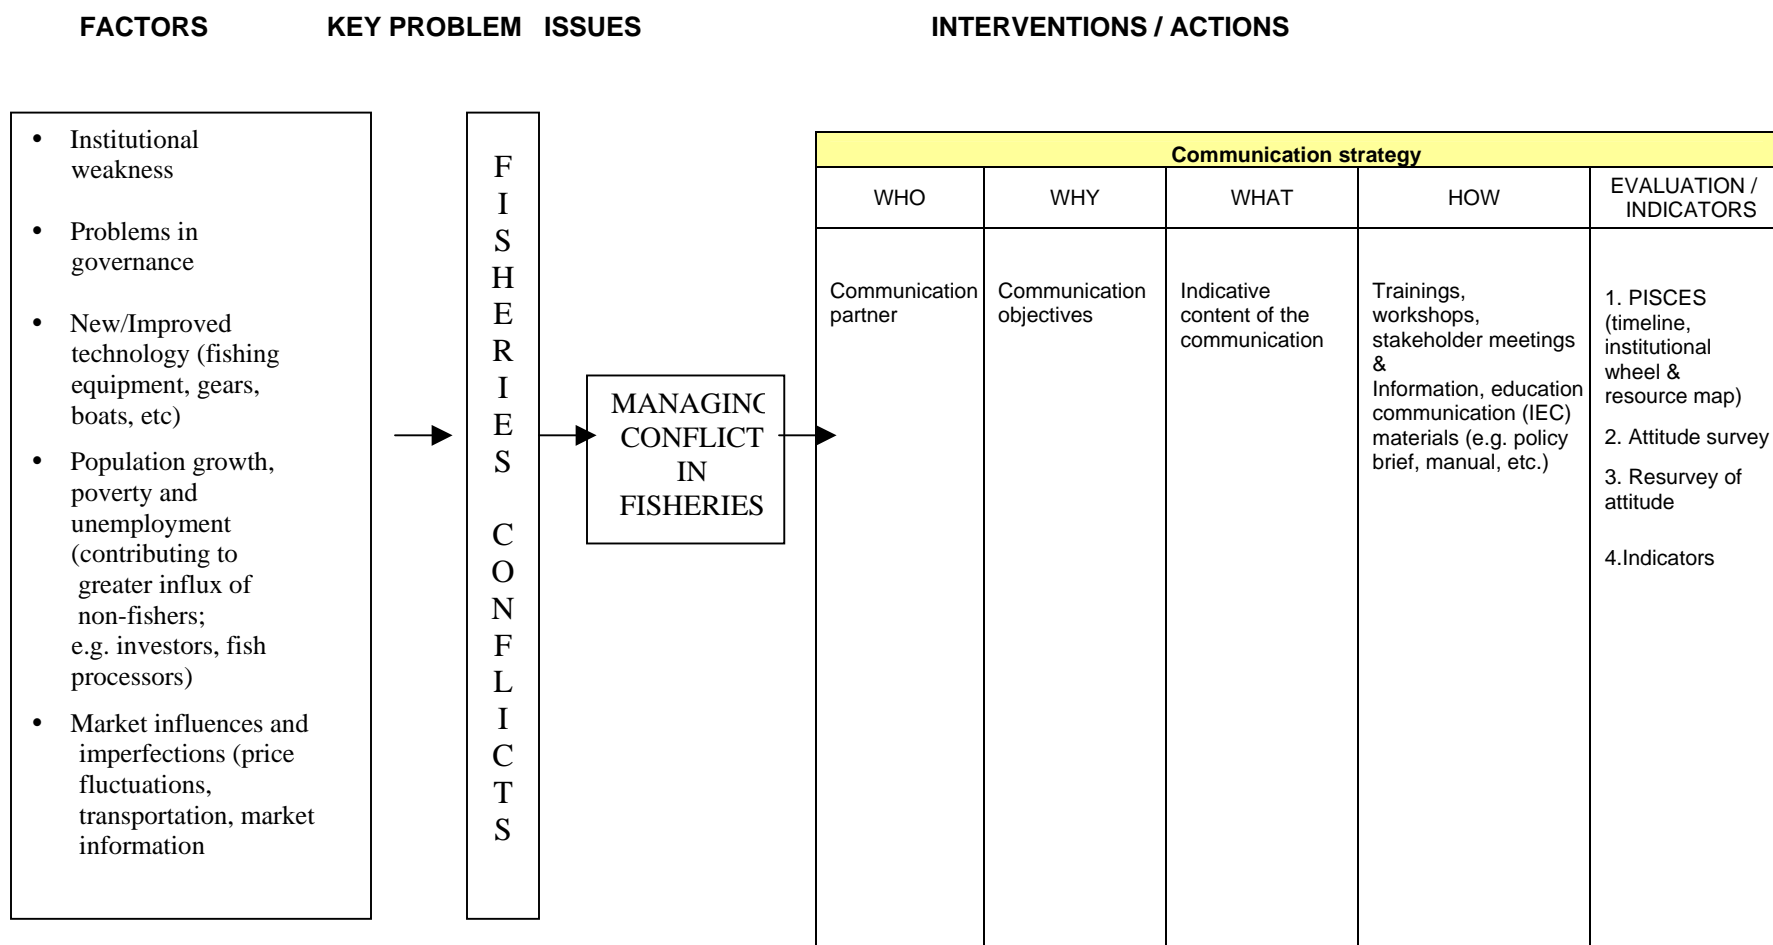 FACTORS KEY PROBLEM ISSUES INTERVENTIONS / ACTIONS
• Institutional
weakness
• Problems in
governance
• New/Improved
technology (fishing
equipment, gears,
boats, etc)
• Population growth,
poverty and
unemployment
(contributing to
greater influx of
non-fishers;
e.g. investors, fish
processors)
• Market influences and
imperfections (price
fluctuations,
transportation, market
information
F
I
S
H
E
R
I
E
S
C
O
N
F
L
I
C
T
S
MANAGING
CONFLICT
IN
FISHERIES
Communication strategy
WHO WHY WHAT HOW EVALUATION /
INDICATORS
Communication
partner
Communication
objectives
Indicative
content of the
communication
Trainings,
workshops,
stakeholder meetings
&
Information, education
communication (IEC)
materials (e.g. policy
brief, manual, etc.)
1. PISCES
(timeline,
institutional
wheel &
resource map)
2. Attitude survey
3. Resurvey of
attitude
4.Indicators